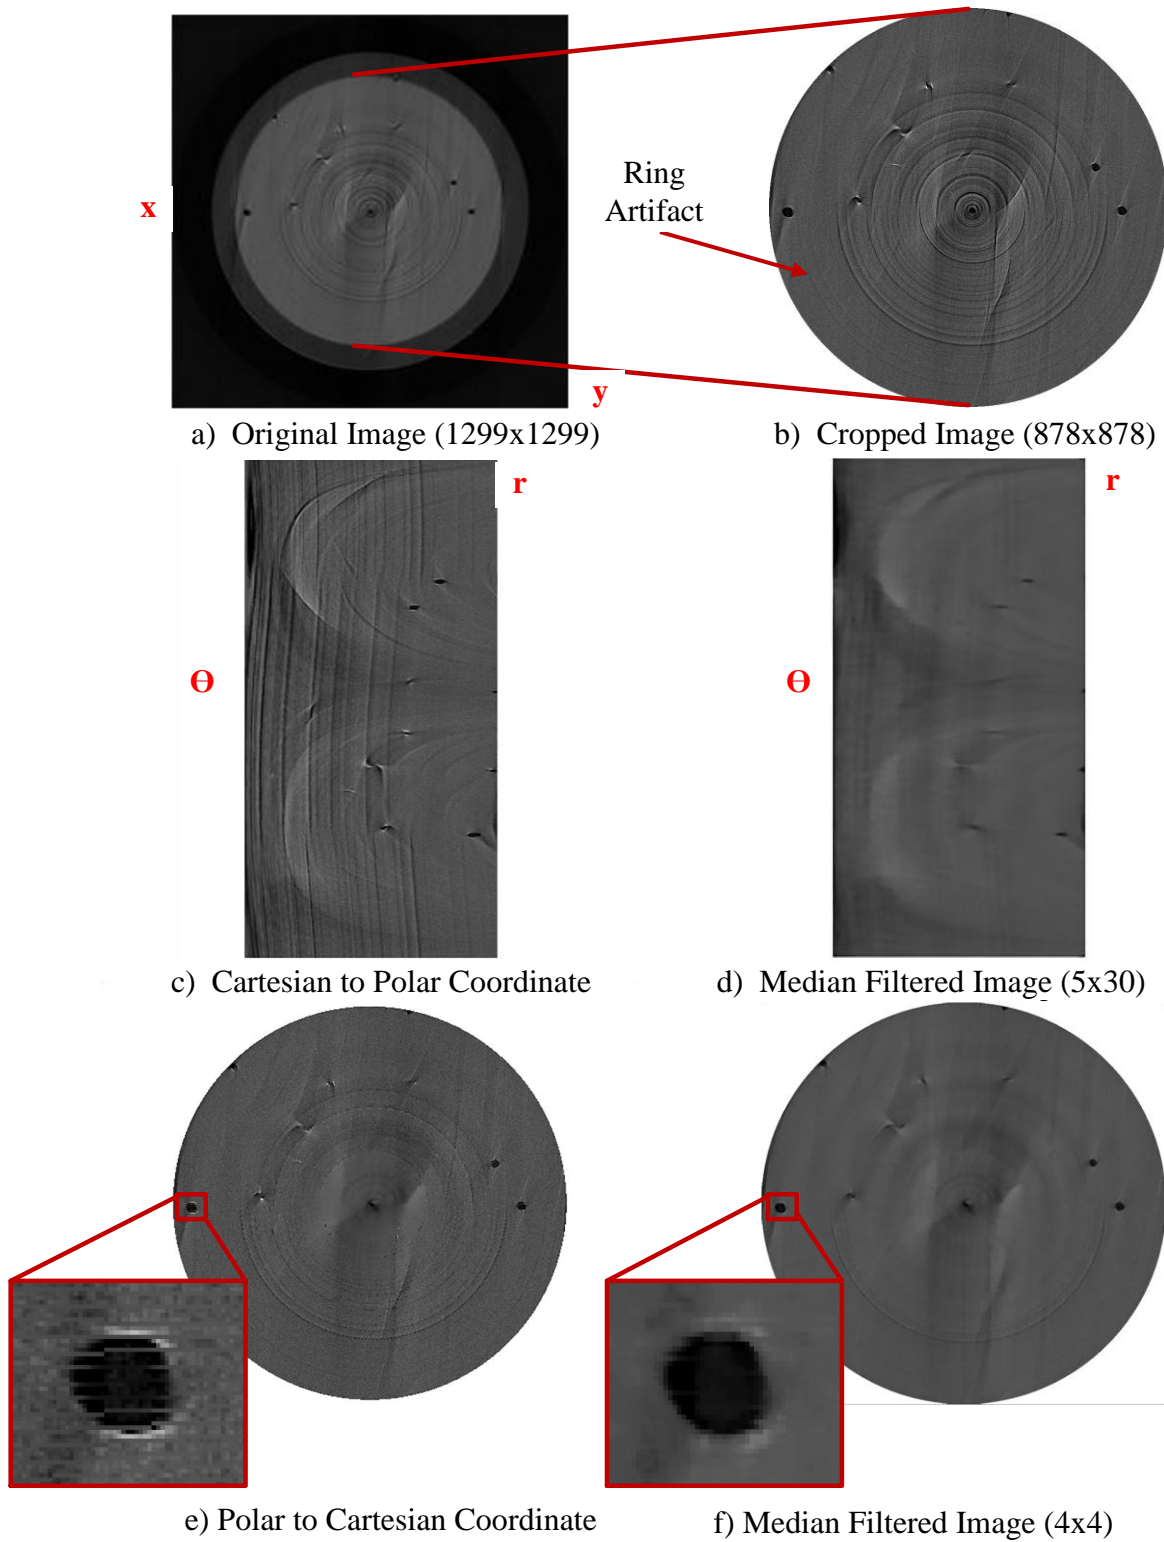 x
Ring
Artifact
y
a) Original Image (1299x1299)
b) Cropped Image (878x878)
r
r
Θ
Θ
c) Cartesian to Polar Coordinate
d) Median Filtered Image (5x30)
e) Polar to Cartesian Coordinate
f) Median Filtered Image (4x4)